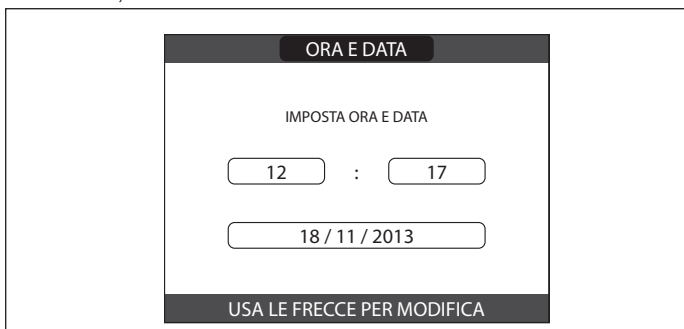 ORA E DATA
IMPOSTA ORA E DATA
12 : 17
18 / 11 / 2013
USA LE FRECCE PER MODIFICA